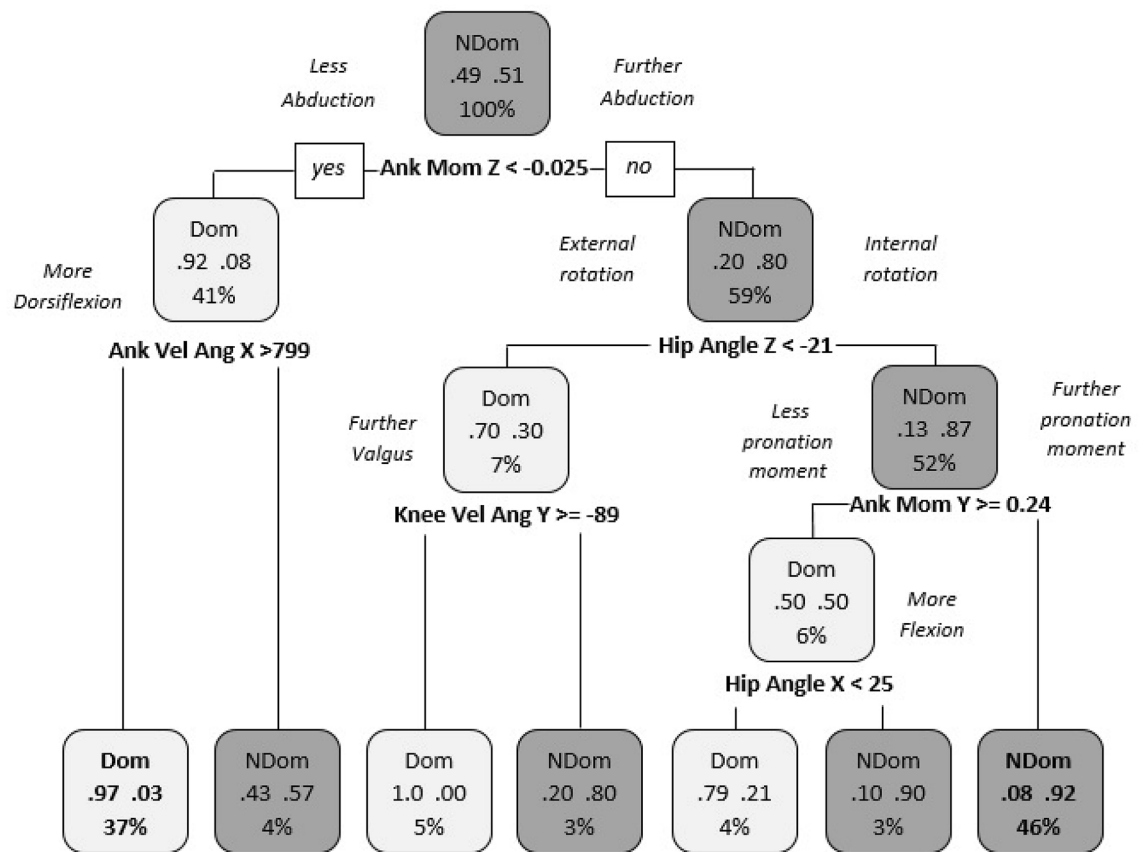 NDom
.49 .51
100%
Less
Abduction
Further
Abduction
yes
Ank Mom Z < -0.025
no
Dom
.92 .08
41%
More
Dorsiflexion
Ank Vel Ang X >799
NDom
.20 .80
59%
External
rotation
Internal
rotation
Hip Angle Z < -21
Dom
.70 .30
7%
Further
Valgus
Knee Vel Ang Y >= -89
NDom
.13 .87
52%
Less
pronation
moment
Further
pronation
moment
Ank Mom Y >= 0.24
Dom
.50 .50
6%
More
Flexion
Hip Angle X < 25
Dom
.97 .03
37%
NDom
.43 .57
4%
Dom
1.0 .00
5%
NDom
.20 .80
3%
Dom
.79 .21
4%
NDom
.10 .90
3%
NDom
.08 .92
46%